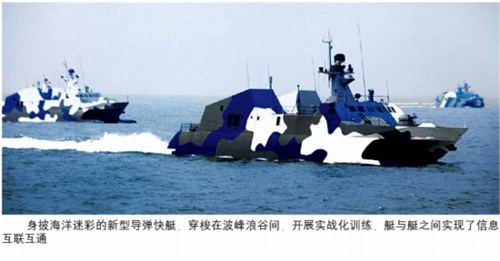 身披海洋迷彩的新型导弹快艇、穿梭在波峰浪谷间、开展实战化训练、艇与艇之间实现了信息
互联互通